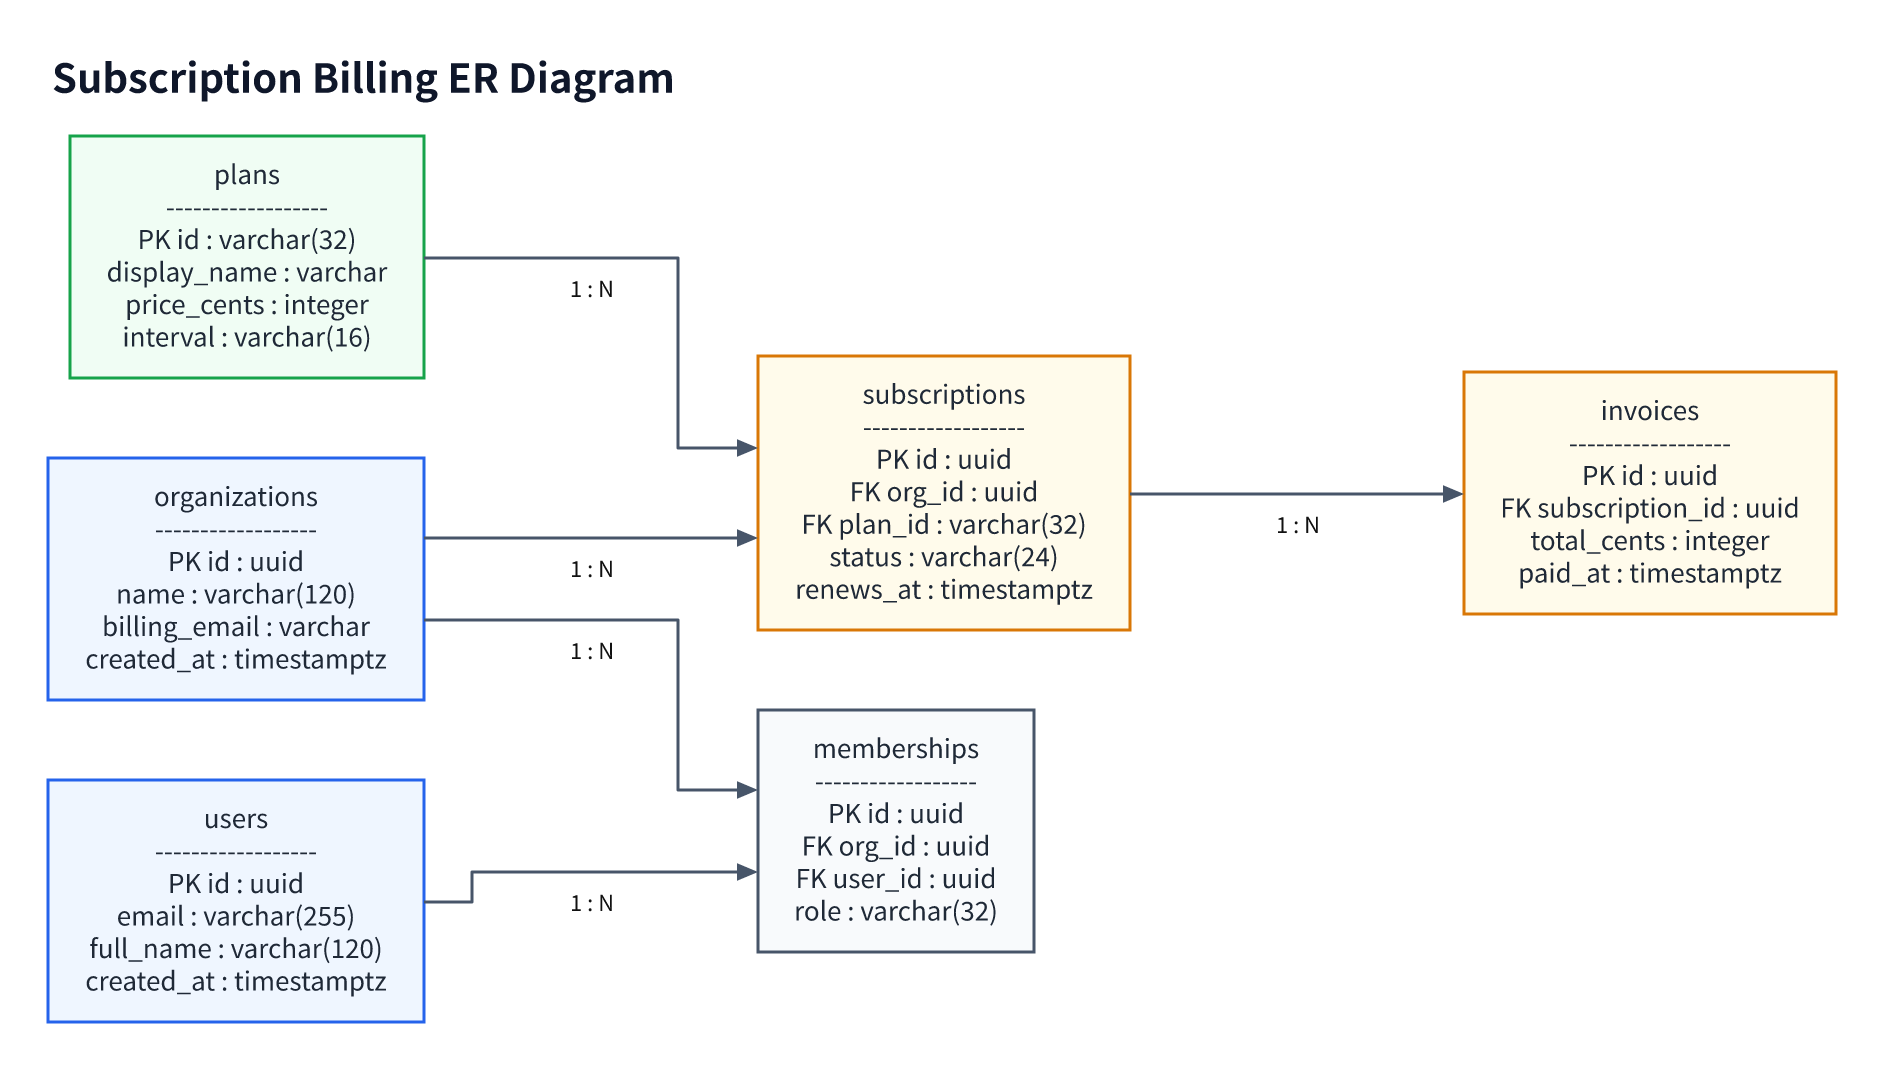 Subscription Billing ER Diagram
plans
------------------
PK id : varchar(32)
display_name : varchar
price_cents : integer
interval : varchar(16)
1 : N
organizations
------------------
PK id : uuid
name : varchar(120)
billing_email : varchar
created_at : timestamptz
1 : N
1 : N
users
------------------
PK id : uuid
email : varchar(255)
full_name : varchar(120)
created_at : timestamptz
1 : N
subscriptions
------------------
PK id : uuid
FK org_id : uuid
FK plan_id : varchar(32)
status : varchar(24)
renews_at : timestamptz
1 : N
memberships
------------------
PK id : uuid
FK org_id : uuid
FK user_id : uuid
role : varchar(32)
invoices
------------------
PK id : uuid
FK subscription_id : uuid
total_cents : integer
paid_at : timestamptz